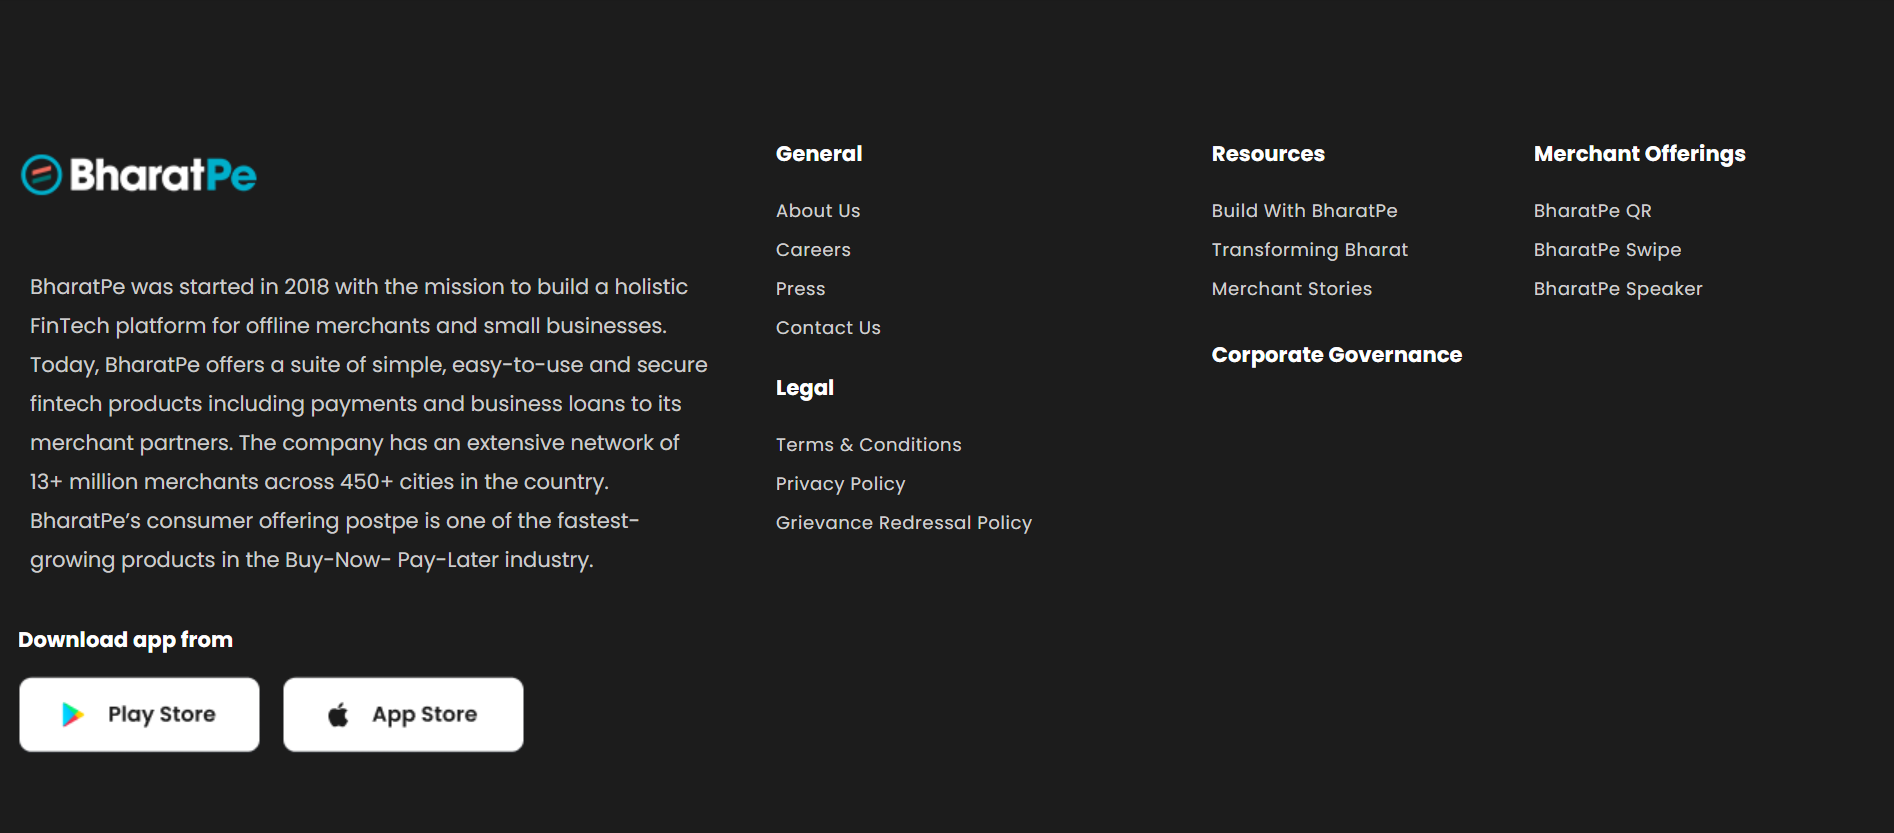 BharatPe
BharatPe was started in 2018 with the mission to build a holistic
FinTech platform for offline merchants and small businesses.
Today, BharatPe offers a suite of simple, easy-to-use and secure
fintech products including payments and business loans to its
merchant partners. The company has an extensive network of
13+ million merchants across 450+ cities in the country.
BharatPe’s consumer offering postpe is one of the fastest-
growing products in the Buy-Now- Pay-Later industry.
Download app from
Play Store
App Store
General
About Us
Careers
Press
Contact Us
Legal
Terms & Conditions
Privacy Policy
Grievance Redressal Policy
Resources
Build With BharatPe
Transforming Bharat
Merchant Stories
Corporate Governance
Merchant Offerings
BharatPe QR
BharatPe Swipe
BharatPe Speaker